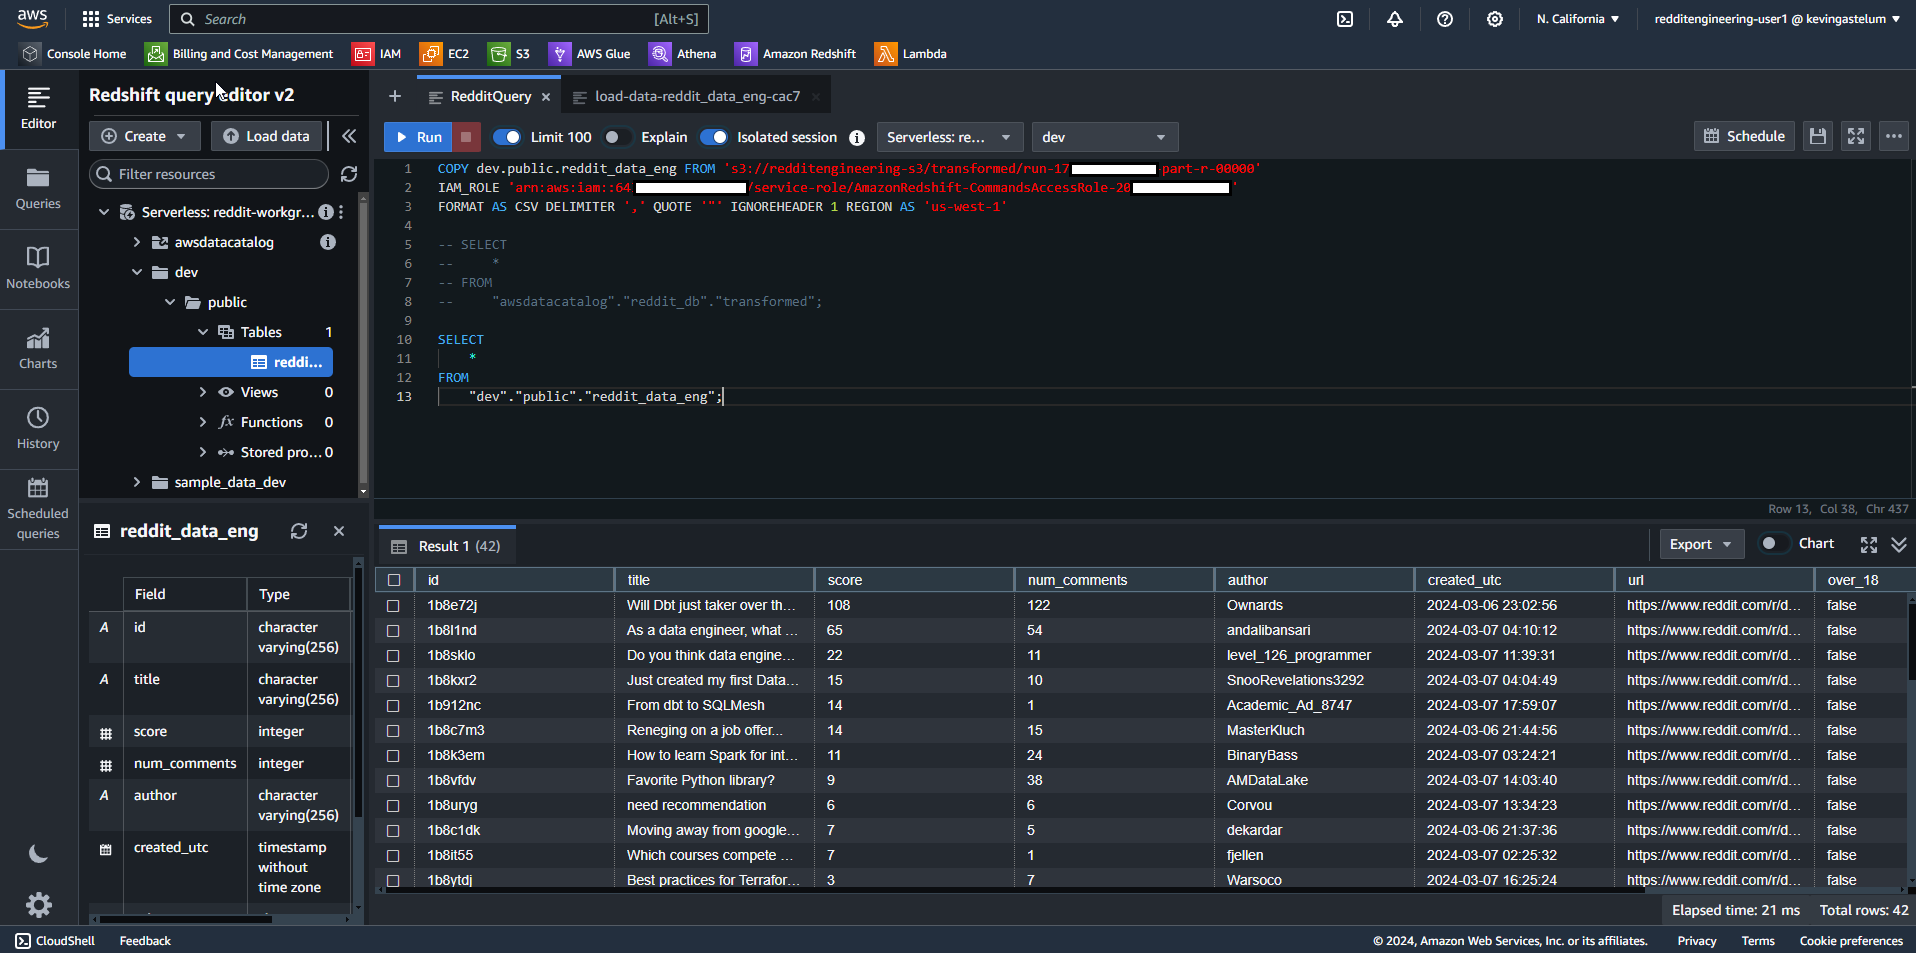 aws
Services
Search
[Alt+S]
N. California
redditengineering-user1 @ kevingastelum
Console Home
Billing and Cost Management
IAM
EC2
S3
AWS Glue
Athena
Amazon Redshift
Lambda
Editor
Queries
Notebooks
Charts
History
Scheduled
queries
Redshift query editor v2
Create
Load data
Filter resources
Serverless: reddit-workgr...
awsdatacatalog
dev
public
Tables 1
reddi...
Views 0
Functions 0
Stored pro... 0
sample_data_dev
reddit_data_eng
Field Type
id character
varying(256)
title character
varying(256)
score integer
num_comments integer
author character
varying(256)
created_utc timestamp
without
time zone
RedditQuery
load-data-reddit_data_eng-cac7
Run
Limit 100
Explain
Isolated session
Serverless: re...
dev
Schedule
1 COPY dev.public.reddit_data_eng FROM 's3://redditengineering-s3/transformed/run-17 part-r-00000'
2 IAM_ROLE 'arn:aws:iam::64 /service-role/AmazonRedshift-CommandsAccessRole-20 '
3 FORMAT AS CSV DELIMITER ',' QUOTE '"' IGNOREHEADER 1 REGION AS 'us-west-1'
4
5 -- SELECT
6 -- *
7 -- FROM
8 -- "awsdatacatalog"."reddit_db"."transformed";
9
10 SELECT
11 *
12 FROM
13 "dev"."public"."reddit_data_eng";
Row 13, Col 38, Chr 437
Result 1 (42)
Export
Chart
id title score num_comments author created_utc url over_18
1b8e72j Will Dbt just taker over th... 108 122 Ownards 2024-03-06 23:02:56 https://www.reddit.com/r/d... false
1b8l1nd As a data engineer, what ... 65 54 andalibansari 2024-03-07 04:10:12 https://www.reddit.com/r/d... false
1b8sklo Do you think data engine... 22 11 level_126_programmer 2024-03-07 11:39:31 https://www.reddit.com/r/d... false
1b8kxr2 Just created my first Data... 15 10 SnooRevelations3292 2024-03-07 04:04:49 https://www.reddit.com/r/d... false
1b912nc From dbt to SQLMesh 14 1 Academic_Ad_8747 2024-03-07 17:59:07 https://www.reddit.com/r/d... false
1b8c7m3 Reneging on a job offer... 14 15 MasterKluch 2024-03-06 21:44:56 https://www.reddit.com/r/d... false
1b8k3em How to learn Spark for int... 11 24 BinaryBass 2024-03-07 03:24:21 https://www.reddit.com/r/d... false
1b8vfdv Favorite Python library? 9 38 AMDataLake 2024-03-07 14:03:40 https://www.reddit.com/r/d... false
1b8uryg need recommendation 6 6 Corvou 2024-03-07 13:34:23 https://www.reddit.com/r/d... false
1b8c1dk Moving away from google... 7 5 dekardar 2024-03-06 21:37:36 https://www.reddit.com/r/d... false
1b8it55 Which courses compete ... 7 1 fjellen 2024-03-07 02:25:32 https://www.reddit.com/r/d... false
1b8ytdj Best practices for Terrafor... 3 7 Warsoco 2024-03-07 16:25:24 https://www.reddit.com/r/d... false
Elapsed time: 21 ms Total rows: 42
CloudShell
Feedback
© 2024, Amazon Web Services, Inc. or its affiliates.
Privacy
Terms
Cookie preferences